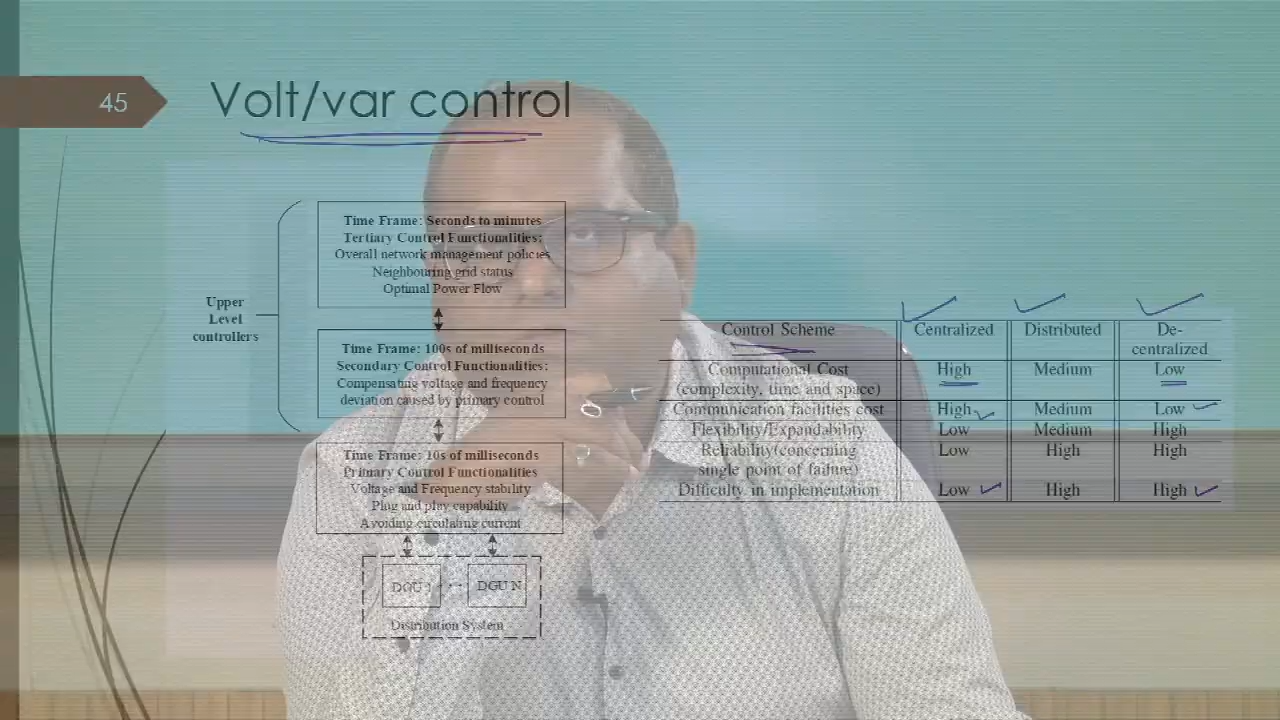 45
Volt/var control
Time Frame: Seconds to minutes
Tertiary Control Functionalities:
Overall network management policies
Neighbouring grid status
Optimal Power Flow
Upper
Level
controllers
Time Frame: 100s of milliseconds
Secondary Control Functionalities:
Compensating voltage and frequency
deviation caused by primary control
Time Frame: 10s of milliseconds
Primary Control Functionalities
Voltage and Frequency stability
Plug and play capability
Avoiding circulating current
DGU 1 ... DGU N
Distribution System
Control Scheme Centralized Distributed De-
centralized
Computational Cost High Medium Low
(complexity, time and space)
Communication facilities cost High Medium Low
Flexibility/Expandability Low Medium High
Reliability(concerning Low High High
single point of failure)
Difficulty in implementation Low High High